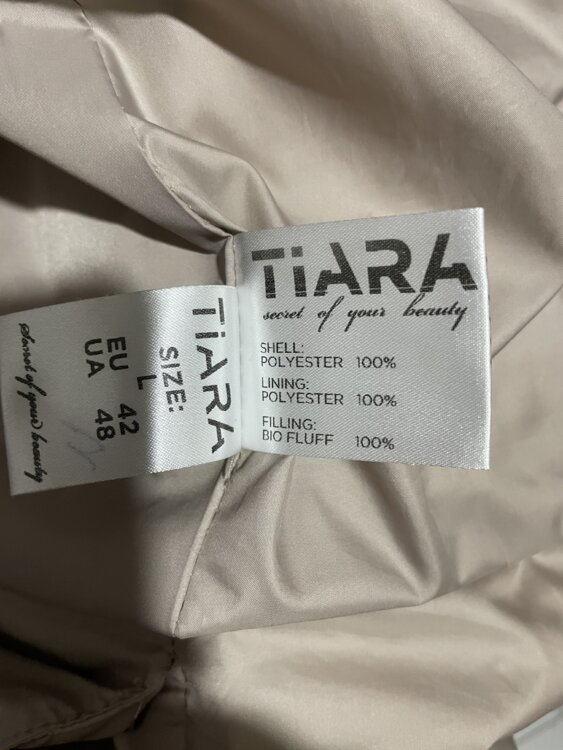 TiARA
secret of your beauty
SHELL:
POLYESTER 100%
LINING:
POLYESTER 100%
FILLING:
BIO FLUFF 100%
TiARA
SIZE:
L
EU 42
UA 48
Secret of your beauty